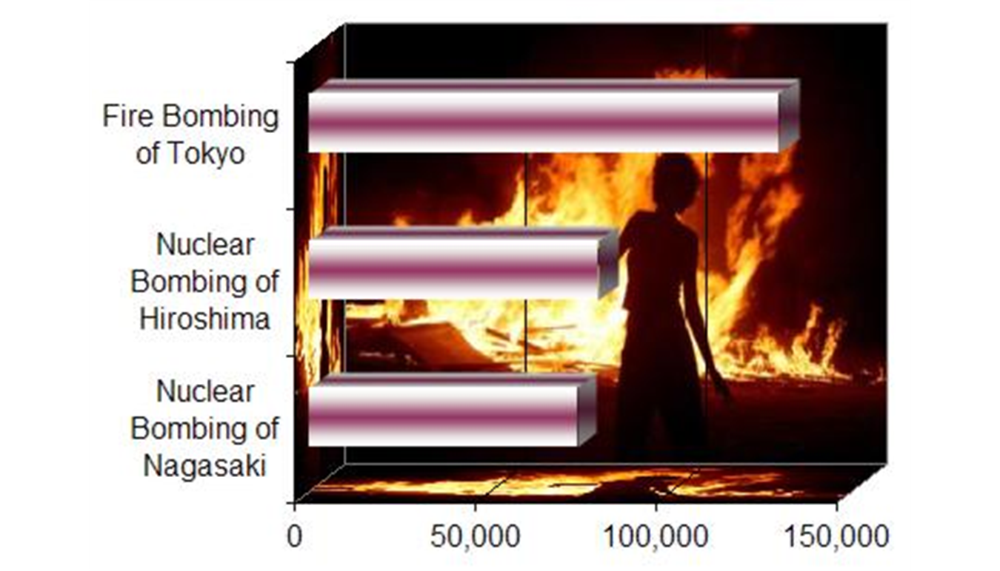 Fire Bombing
of Tokyo
Nuclear
Bombing of
Hiroshima
Nuclear
Bombing of
Nagasaki
0 50,000 100,000 150,000